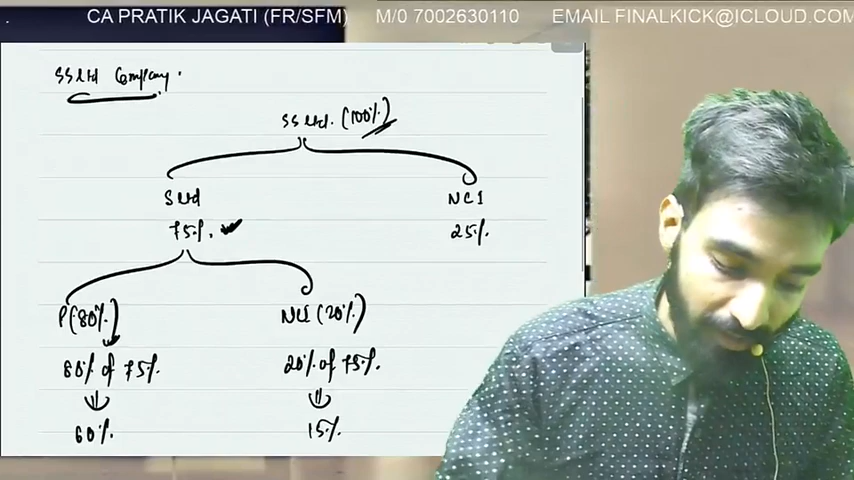 CA PRATIK JAGATI (FR/SFM) M/0 7002630110 EMAIL FINALKICK@ICLOUD.COM
SS Ltd Company.
SS Ltd. (100%)
S Ltd NCI
75%. 25%.
P(80%) NCI (20%)
80% of 75%. 20% of 75%.
60%. 15%.